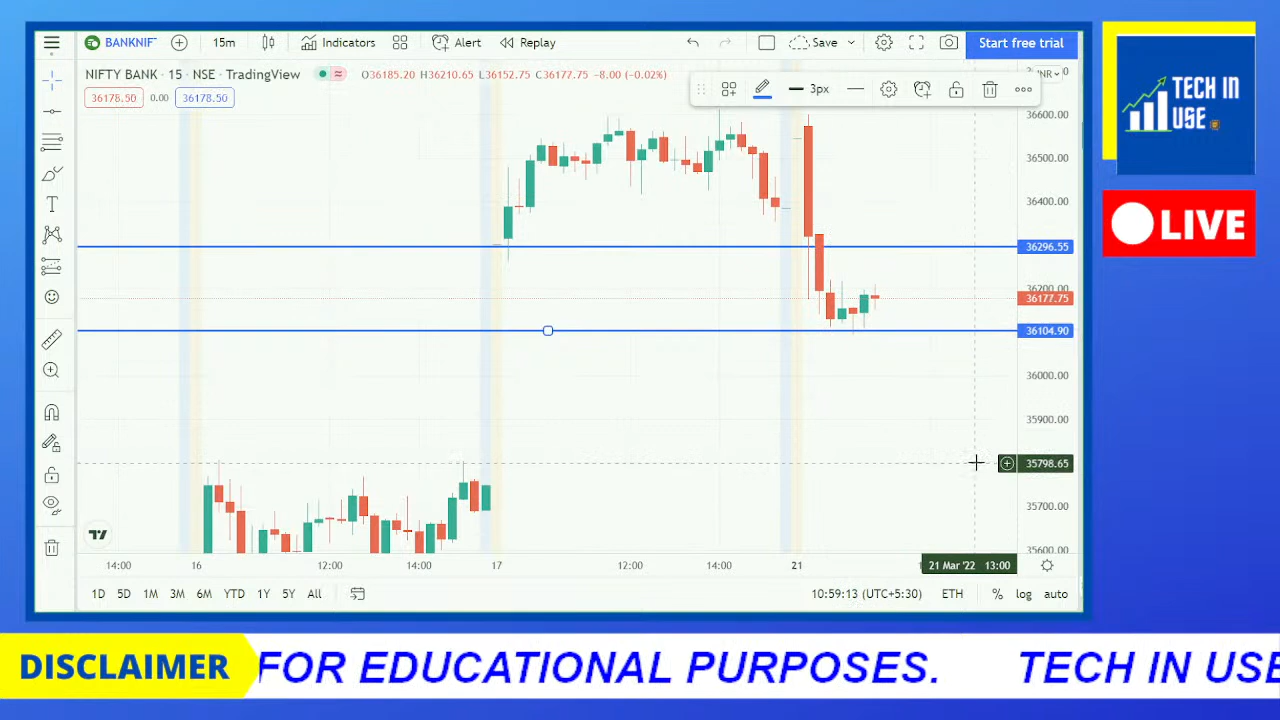 BANKNIF
15m
Indicators
Alert
Replay
Save
Start free trial
NIFTY BANK · 15 · NSE · TradingView
O36185.20 H36210.65 L36152.75 C36177.75 -8.00 (-0.02%)
36178.50 0.00 36178.50
3px
36600.00
36500.00
36400.00
36296.55
36200.00
36177.75
36104.90
36000.00
35900.00
35798.65
35700.00
35600.00
14:00 16 12:00 14:00 17 12:00 14:00 21 21 Mar '22 13:00
1D 5D 1M 3M 6M YTD 1Y 5Y All
10:59:13 (UTC+5:30) ETH % log auto
TECH IN
USE
LIVE
DISCLAIMER
FOR EDUCATIONAL PURPOSES. TECH IN USE